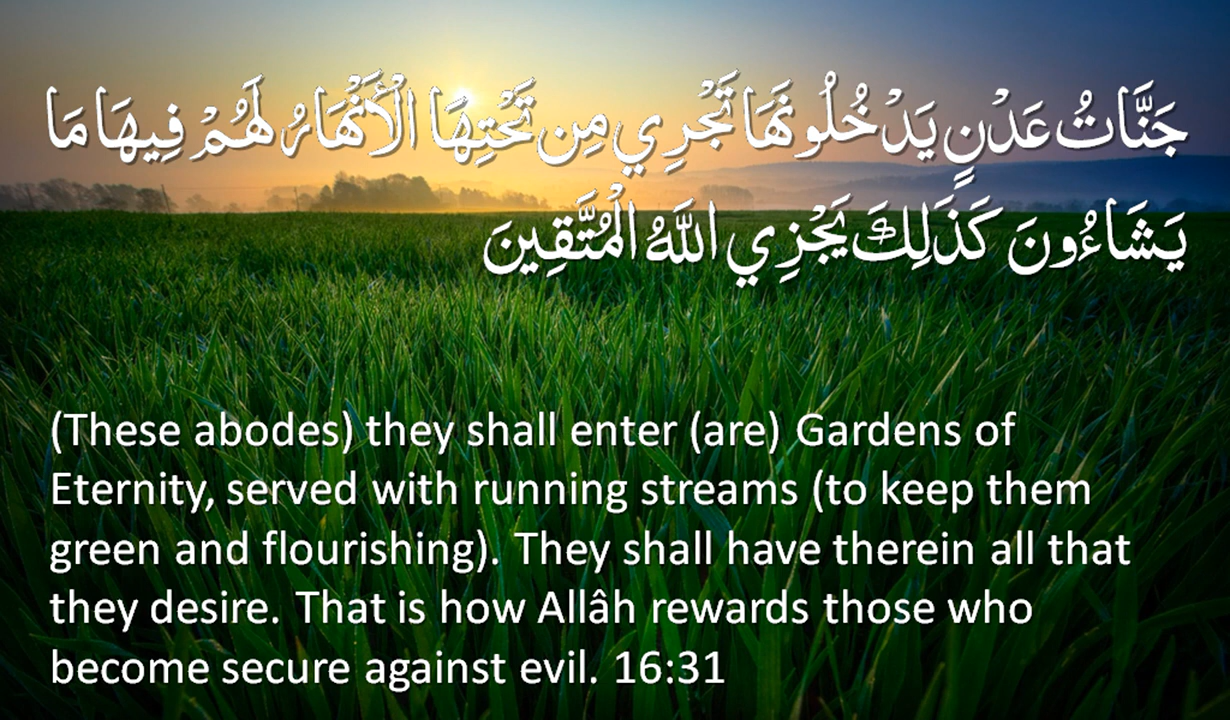 جَنَّاتُ عَدْنٍ يَدْخُلُونَهَا تَجْرِي مِن تَحْتِهَا الْأَنْهَارُ لَهُمْ فِيهَا مَا
يَشَاءُونَ كَذَلِكَ يَجْزِي اللَّهُ الْمُتَّقِينَ
(These abodes) they shall enter (are) Gardens of
Eternity, served with running streams (to keep them
green and flourishing). They shall have therein all that
they desire. That is how Allâh rewards those who
become secure against evil. 16:31